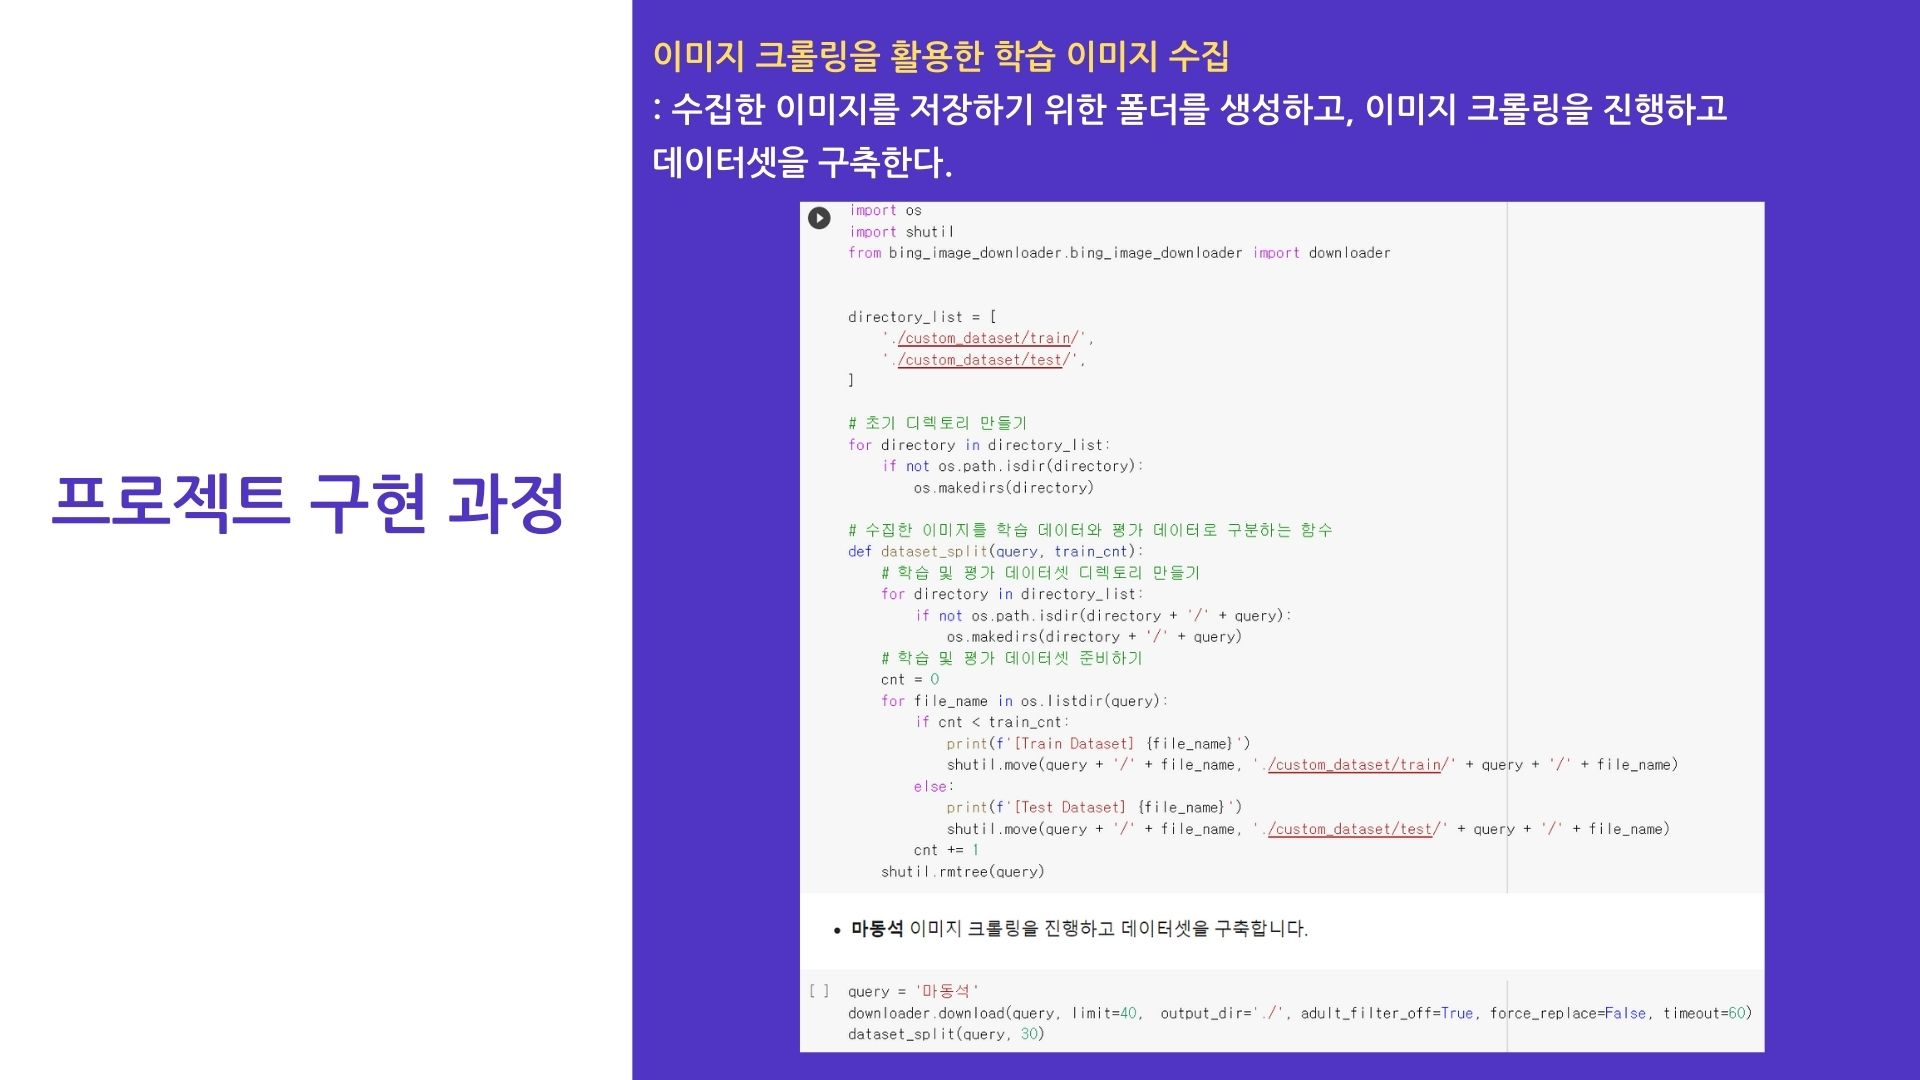 프로젝트 구현 과정
이미지 크롤링을 활용한 학습 이미지 수집
: 수집한 이미지를 저장하기 위한 폴더를 생성하고, 이미지 크롤링을 진행하고
데이터셋을 구축한다.
import os
import shutil
from bing_image_downloader.bing_image_downloader import downloader
directory_list = [
    './custom_dataset/train/',
    './custom_dataset/test/',
]
# 초기 디렉토리 만들기
for directory in directory_list:
    if not os.path.isdir(directory):
        os.makedirs(directory)
# 수집한 이미지를 학습 데이터와 평가 데이터로 구분하는 함수
def dataset_split(query, train_cnt):
    # 학습 및 평가 데이터셋 디렉토리 만들기
    for directory in directory_list:
        if not os.path.isdir(directory + '/' + query):
            os.makedirs(directory + '/' + query)
    # 학습 및 평가 데이터셋 준비하기
    cnt = 0
    for file_name in os.listdir(query):
        if cnt < train_cnt:
            print(f'[Train Dataset] {file_name}')
            shutil.move(query + '/' + file_name, './custom_dataset/train/' + query + '/' + file_name)
        else:
            print(f'[Test Dataset] {file_name}')
            shutil.move(query + '/' + file_name, './custom_dataset/test/' + query + '/' + file_name)
        cnt += 1
    shutil.rmtree(query)
• 마동석 이미지 크롤링을 진행하고 데이터셋을 구축합니다.
[ ] query = '마동석'
downloader.download(query, limit=40,  output_dir='./', adult_filter_off=True, force_replace=False, timeout=60)
dataset_split(query, 30)